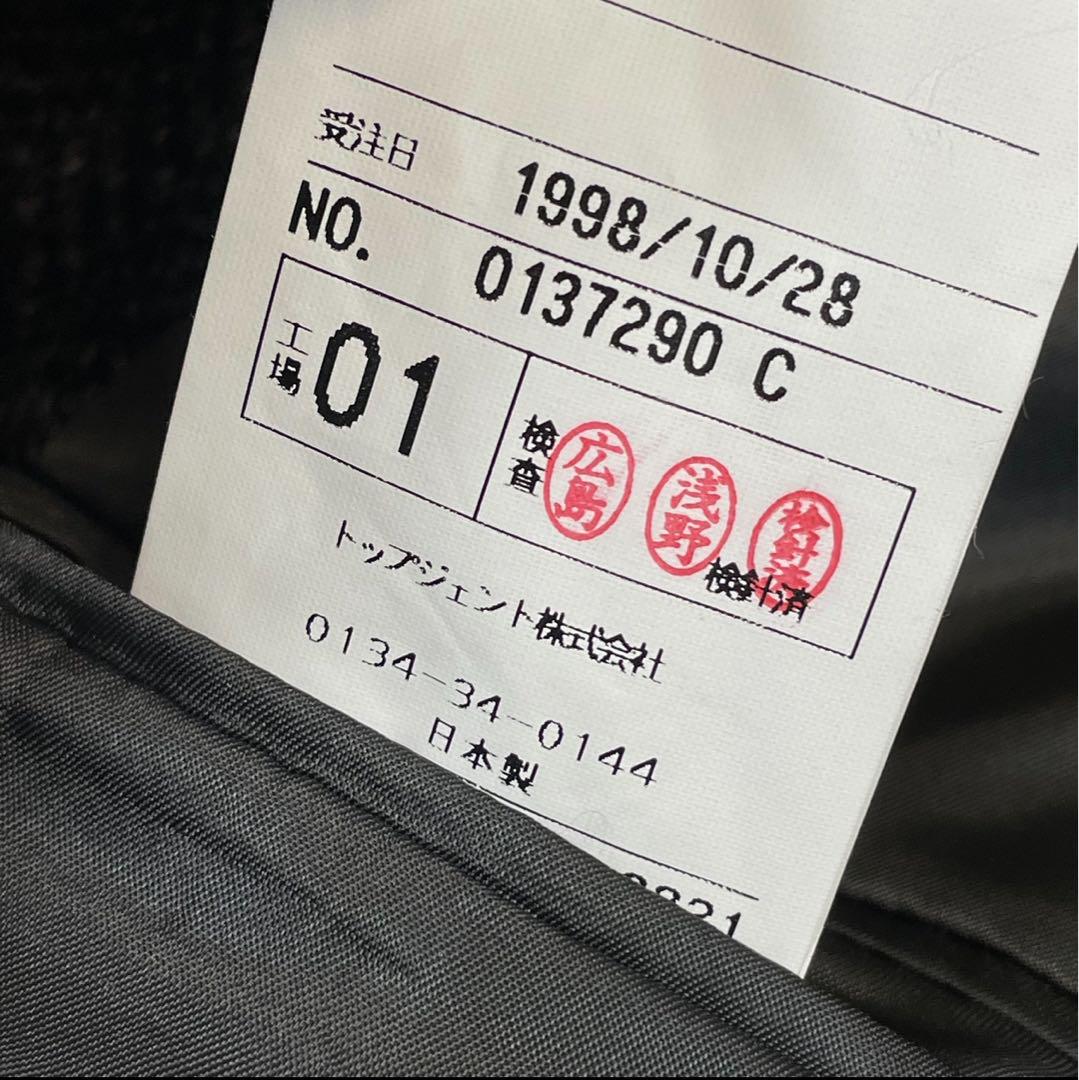 受注日 1998/10/28
NO. 0137290 C
工場 01
検査 広島 浅野 検針済
検針済
トップジェント株式会社
0134-34-0144
日本製